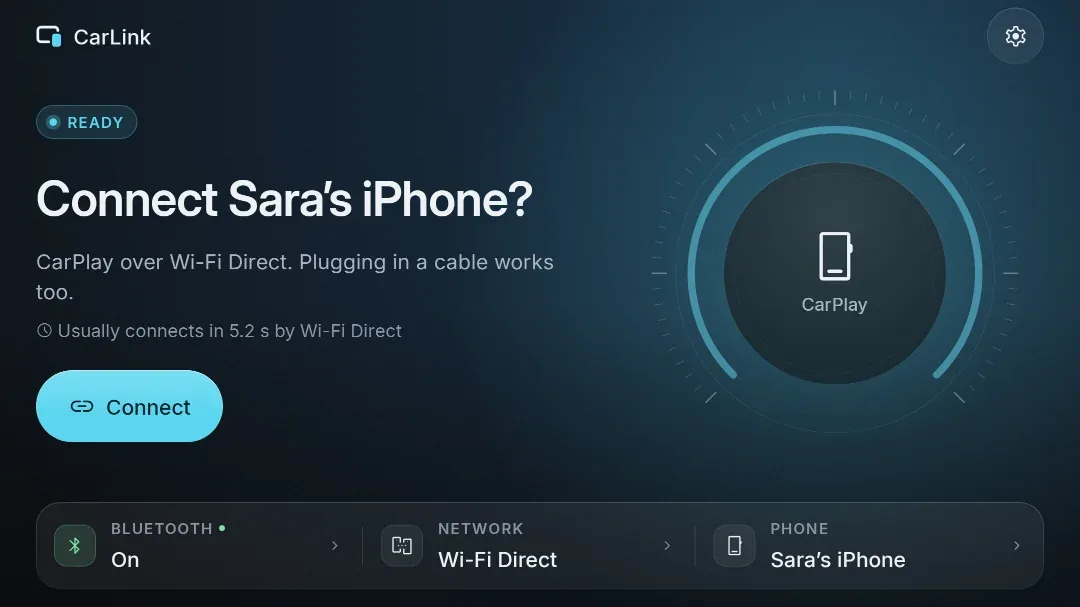 CarLink
READY
Connect Sara’s iPhone?
CarPlay over Wi-Fi Direct. Plugging in a cable works
too.
Usually connects in 5.2 s by Wi-Fi Direct
Connect
CarPlay
BLUETOOTH
On
NETWORK
Wi-Fi Direct
PHONE
Sara’s iPhone